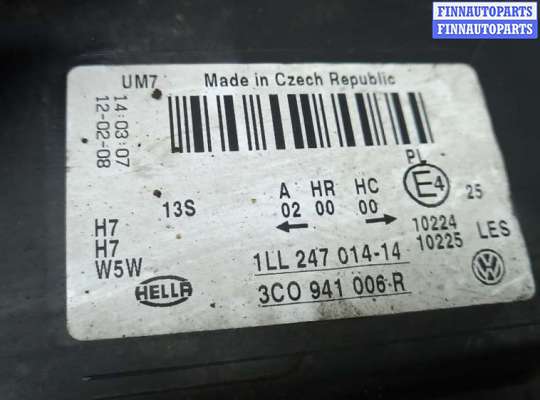 FINNAUTOPARTS
FINNAUTOPARTS
UM7 Made in Czech Republic
14:03:07
12-02-08
PL
E4
25
13S
A HR HC
02 00 00
H7
H7
W5W
10224
10225
LES
1LL 247 014-14
3C0 941 006-R
HELLA
VW